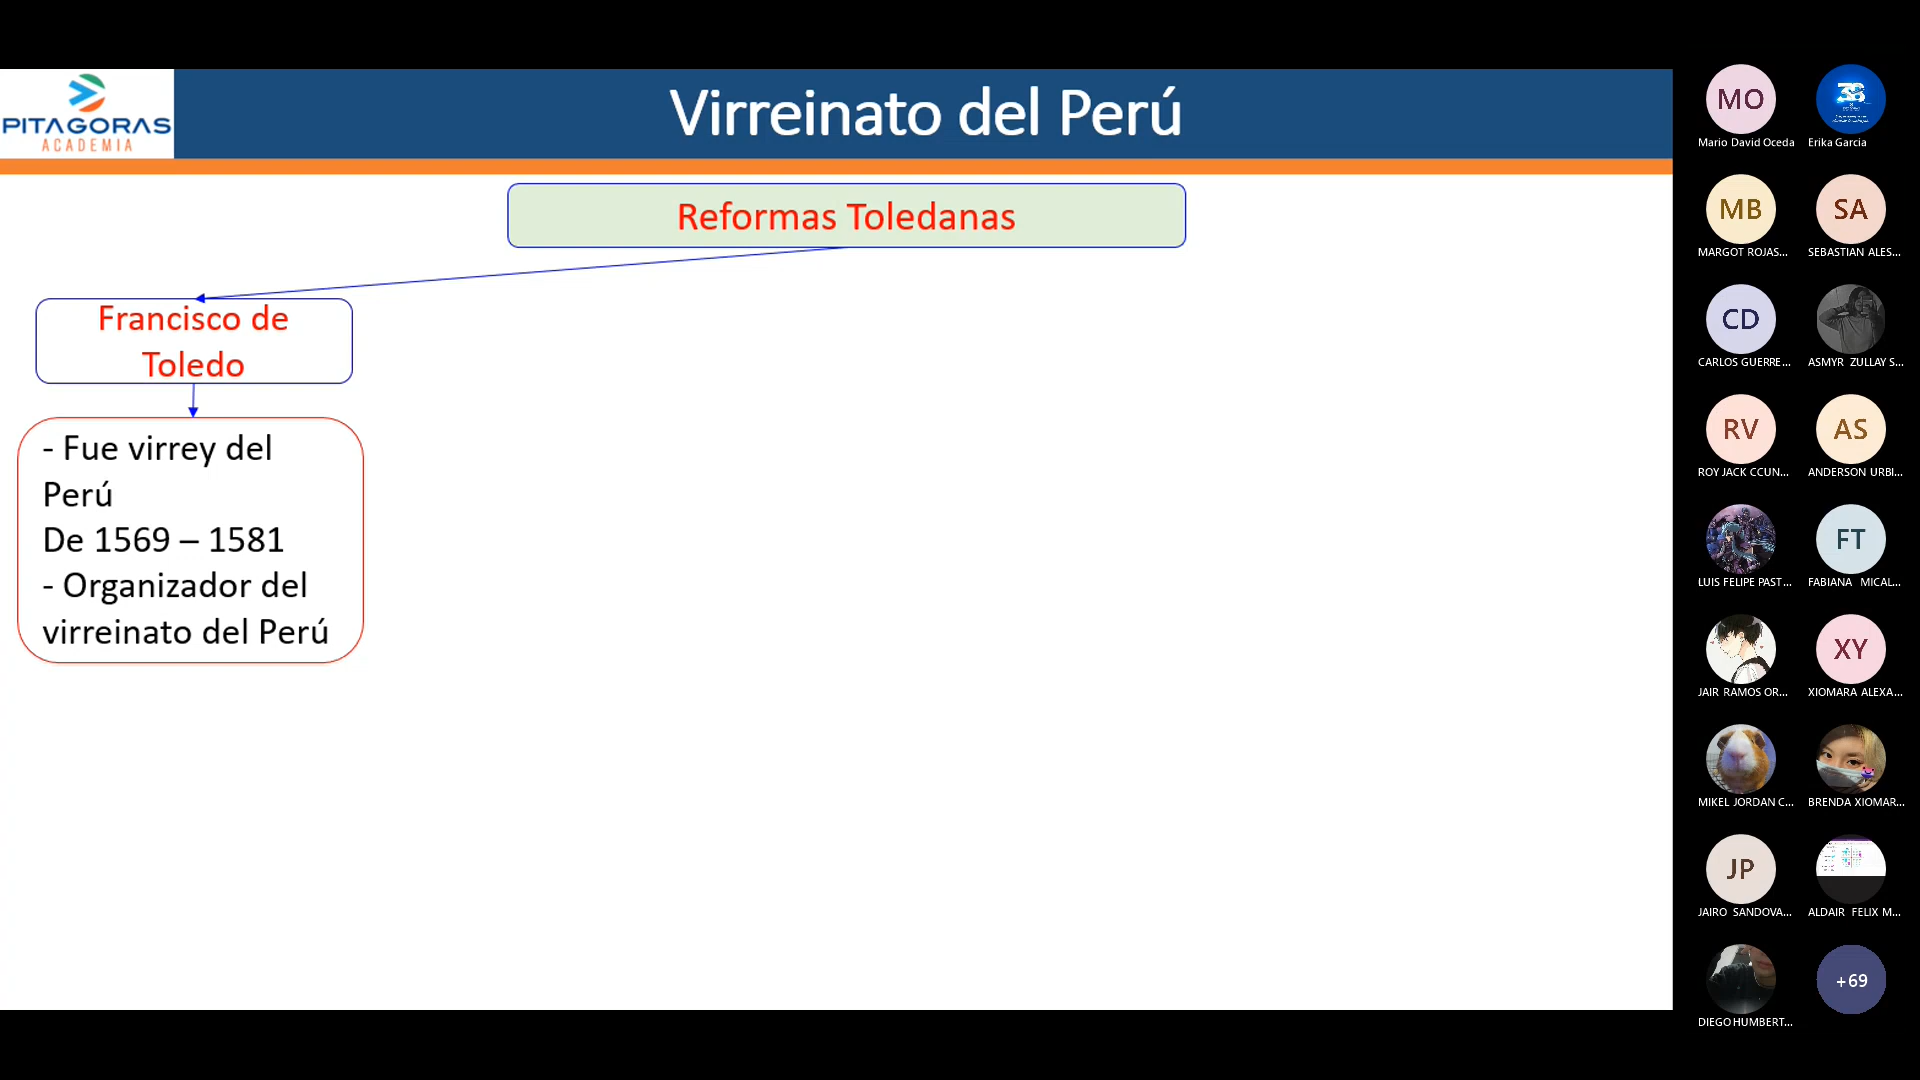 PITAGORAS
ACADEMIA
Virreinato del Perú
Reformas Toledanas
Francisco de
Toledo
- Fue virrey del
Perú
De 1569 – 1581
- Organizador del
virreinato del Perú
MO
Mario David Oceda
Erika Garcia
MB
MARGOT ROJAS...
SA
SEBASTIAN ALES...
CD
CARLOS GUERRE...
ASMYR ZULLAY S...
RV
ROY JACK CCUN...
AS
ANDERSON URBI...
LUIS FELIPE PAST...
FT
FABIANA MICAL...
JAIR RAMOS OR...
XY
XIOMARA ALEXA...
MIKEL JORDAN C...
BRENDA XIOMAR...
JP
JAIRO SANDOVA...
ALDAIR FELIX M...
DIEGO HUMBERT...
+69